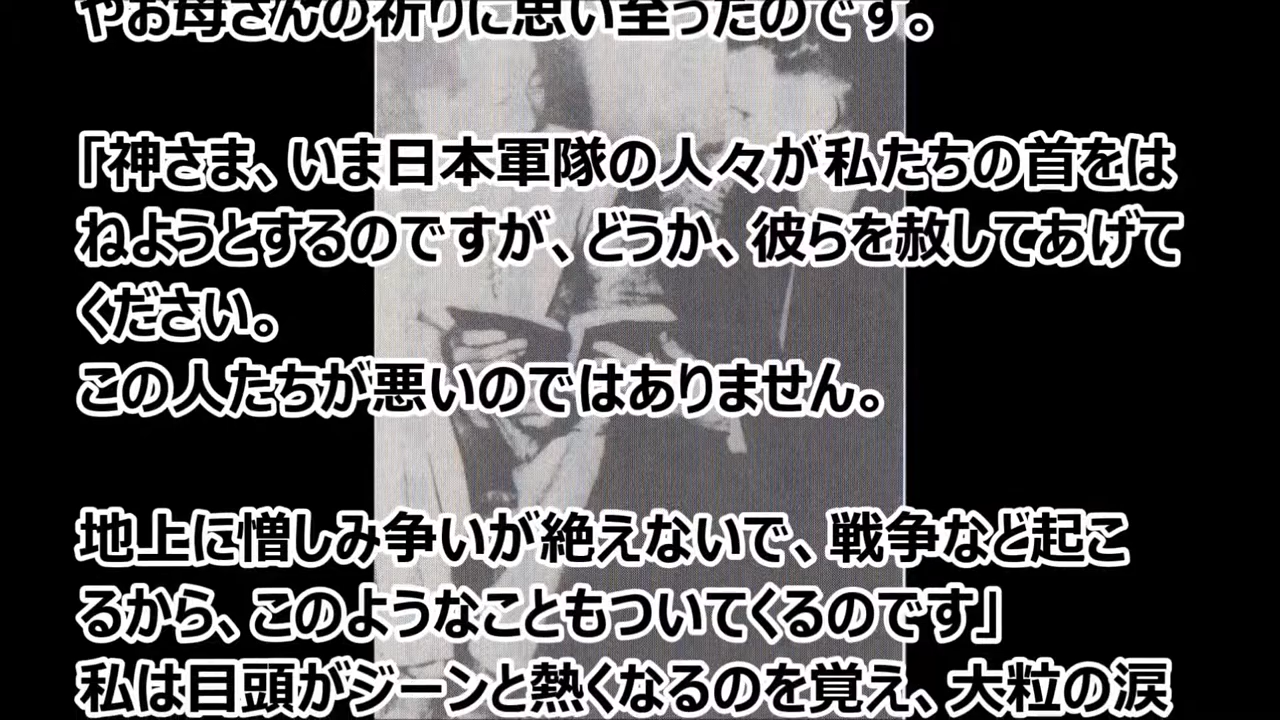 やお母さんの祈りに思い至ったのです。
「神さま、いま日本軍隊の人々が私たちの首をは
ねようとするのですが、どうか、彼らを赦してあげて
ください。
この人たちが悪いのではありません。
地上に憎しみ争いが絶えないで、戦争など起こ
るから、このようなこともついてくるのです」
私は目頭がジーンと熱くなるのを覚え、大粒の涙